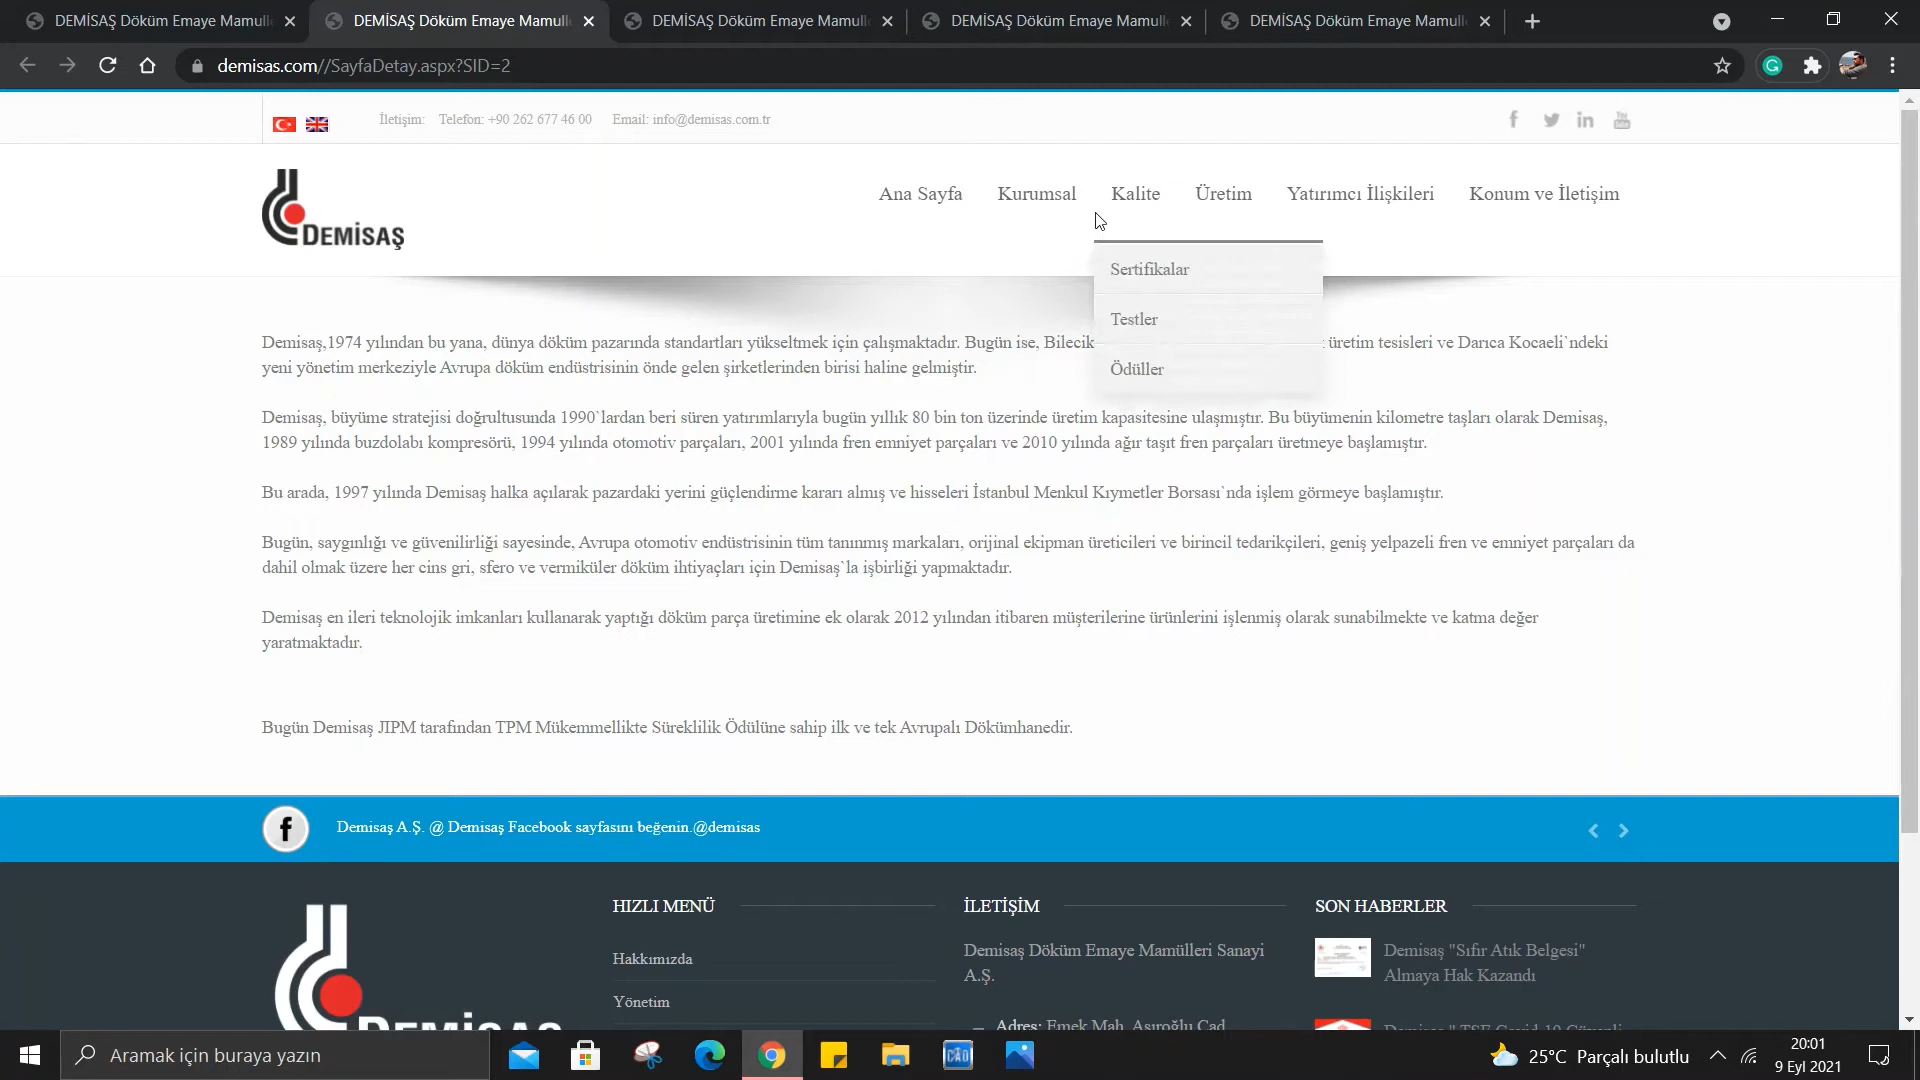 DEMİSAŞ Döküm Emaye Mamull
DEMİSAŞ Döküm Emaye Mamull
DEMİSAŞ Döküm Emaye Mamull
DEMİSAŞ Döküm Emaye Mamull
DEMİSAŞ Döküm Emaye Mamull
demisas.com//SayfaDetay.aspx?SID=2
İletişim: Telefon: +90 262 677 46 00 Email: info@demisas.com.tr
You
DEMİSAŞ
Ana Sayfa Kurumsal Kalite Üretim Yatırımcı İlişkileri Konum ve İletişim
Sertifikalar
Testler
Ödüller
Demisaş,1974 yılından bu yana, dünya döküm pazarında standartları yükseltmek için çalışmaktadır. Bugün ise, Bilecik üretim tesisleri ve Darıca Kocaeli`ndeki
yeni yönetim merkeziyle Avrupa döküm endüstrisinin önde gelen şirketlerinden birisi haline gelmiştir.
Demisaş, büyüme stratejisi doğrultusunda 1990`lardan beri süren yatırımlarıyla bugün yıllık 80 bin ton üzerinde üretim kapasitesine ulaşmıştır. Bu büyümenin kilometre taşları olarak Demisaş,
1989 yılında buzdolabı kompresörü, 1994 yılında otomotiv parçaları, 2001 yılında fren emniyet parçaları ve 2010 yılında ağır taşıt fren parçaları üretmeye başlamıştır.
Bu arada, 1997 yılında Demisaş halka açılarak pazardaki yerini güçlendirme kararı almış ve hisseleri İstanbul Menkul Kıymetler Borsası`nda işlem görmeye başlamıştır.
Bugün, saygınlığı ve güvenilirliği sayesinde, Avrupa otomotiv endüstrisinin tüm tanınmış markaları, orijinal ekipman üreticileri ve birincil tedarikçileri, geniş yelpazeli fren ve emniyet parçaları da
dahil olmak üzere her cins gri, sfero ve vermiküler döküm ihtiyaçları için Demisaş`la işbirliği yapmaktadır.
Demisaş en ileri teknolojik imkanları kullanarak yaptığı döküm parça üretimine ek olarak 2012 yılından itibaren müşterilerine ürünlerini işlenmiş olarak sunabilmekte ve katma değer
yaratmaktadır.
Bugün Demisaş JIPM tarafından TPM Mükemmellikte Süreklilik Ödülüne sahip ilk ve tek Avrupalı Dökümhanedir.
Demisaş A.Ş. @ Demisaş Facebook sayfasını beğenin.@demisas
HIZLI MENÜ
Hakkımızda
Yönetim
İLETİŞİM
Demisaş Döküm Emaye Mamülleri Sanayi
A.Ş.
Adres: Emek Mah. Aşıroğlu Cad.
SON HABERLER
Demisaş "Sıfır Atık Belgesi"
Almaya Hak Kazandı
Demisaş " TSE Covid-19 Güvenli
DEMİSAŞ
Aramak için buraya yazın
CAD
25°C Parçalı bulutlu
20:01
9 Eyl 2021